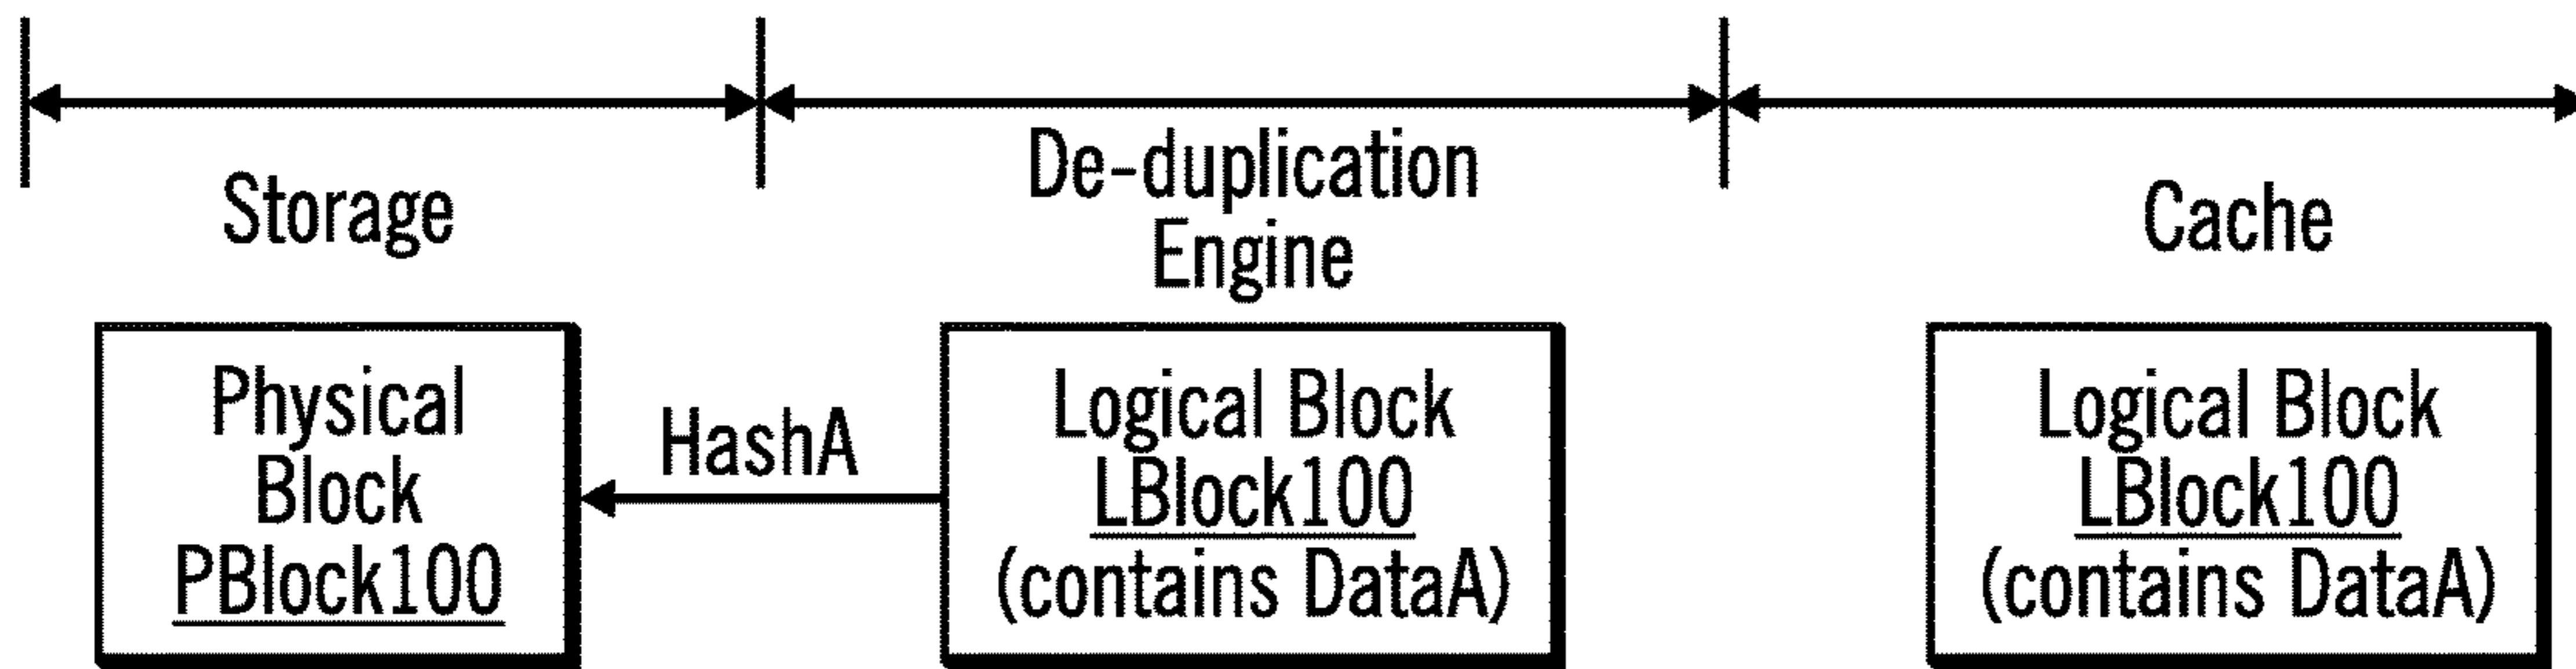 Storage
De-duplication
Engine
Cache
Physical
Block
PBlock100
HashA
Logical Block
LBlock100
(contains DataA)
Logical Block
LBlock100
(contains DataA)